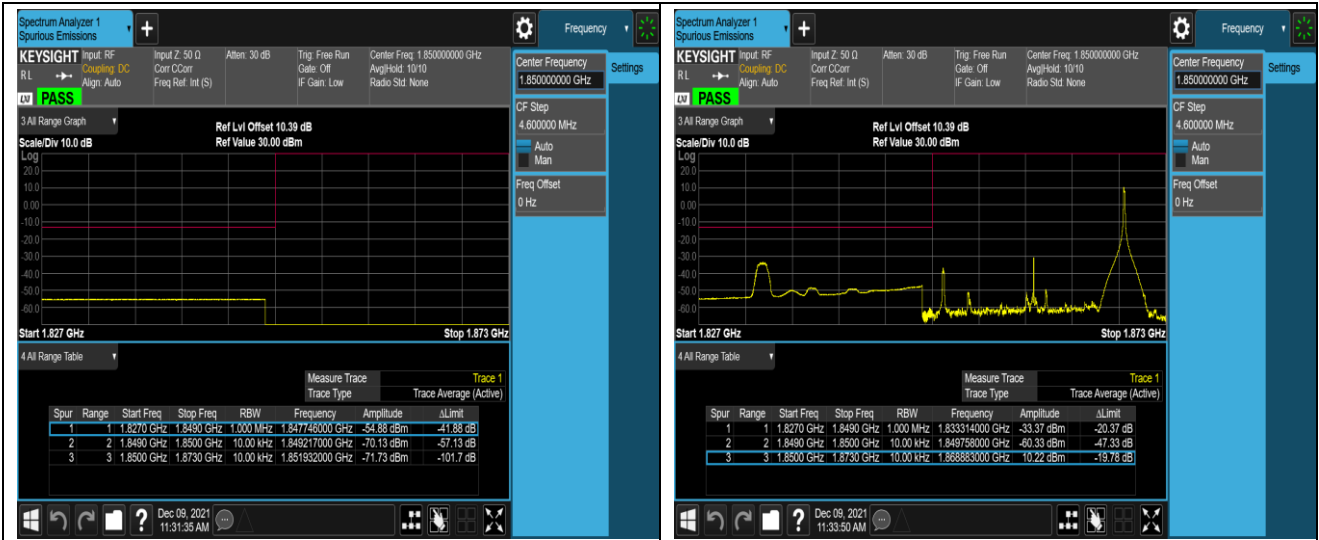 Spectrum Analyzer 1
Spurious Emissions
+
Frequency
KEYSIGHT Input: RF Input Z: 50 Ω Atten: 30 dB Trig: Free Run Center Freq: 1.850000000 GHz
RL Coupling: DC Corr CCorr Gate: Off Avg|Hold: 10/10
Align: Auto Freq Ref: Int (S) IF Gain: Low Radio Std: None
LXI PASS
Center Frequency
1.850000000 GHz
Settings
CF Step
4.600000 MHz
Auto
Man
Freq Offset
0 Hz
3 All Range Graph
Ref Lvl Offset 10.39 dB
Scale/Div 10.0 dB Ref Value 30.00 dBm
Log
20.0
10.0
0.00
-10.0
-20.0
-30.0
-40.0
-50.0
-60.0
Start 1.827 GHz Stop 1.873 GHz
4 All Range Table
Measure Trace Trace 1
Trace Type Trace Average (Active)
Spur Range Start Freq Stop Freq RBW Frequency Amplitude ΔLimit
1 1 1.8270 GHz 1.8490 GHz 1.000 MHz 1.847746000 GHz -54.88 dBm -41.88 dB
2 2 1.8490 GHz 1.8500 GHz 10.00 kHz 1.849217000 GHz -70.13 dBm -57.13 dB
3 3 1.8500 GHz 1.8730 GHz 10.00 kHz 1.851932000 GHz -71.73 dBm -101.7 dB
?
Dec 09, 2021
11:31:35 AM
Spectrum Analyzer 1
Spurious Emissions
+
Frequency
KEYSIGHT Input: RF Input Z: 50 Ω Atten: 30 dB Trig: Free Run Center Freq: 1.850000000 GHz
RL Coupling: DC Corr CCorr Gate: Off Avg|Hold: 10/10
Align: Auto Freq Ref: Int (S) IF Gain: Low Radio Std: None
LXI PASS
Center Frequency
1.850000000 GHz
Settings
CF Step
4.600000 MHz
Auto
Man
Freq Offset
0 Hz
3 All Range Graph
Ref Lvl Offset 10.39 dB
Scale/Div 10.0 dB Ref Value 30.00 dBm
Log
20.0
10.0
0.00
-10.0
-20.0
-30.0
-40.0
-50.0
-60.0
Start 1.827 GHz Stop 1.873 GHz
4 All Range Table
Measure Trace Trace 1
Trace Type Trace Average (Active)
Spur Range Start Freq Stop Freq RBW Frequency Amplitude ΔLimit
1 1 1.8270 GHz 1.8490 GHz 1.000 MHz 1.833314000 GHz -33.37 dBm -20.37 dB
2 2 1.8490 GHz 1.8500 GHz 10.00 kHz 1.849758000 GHz -60.33 dBm -47.33 dB
3 3 1.8500 GHz 1.8730 GHz 10.00 kHz 1.868883000 GHz 10.22 dBm -19.78 dB
?
Dec 09, 2021
11:33:50 AM